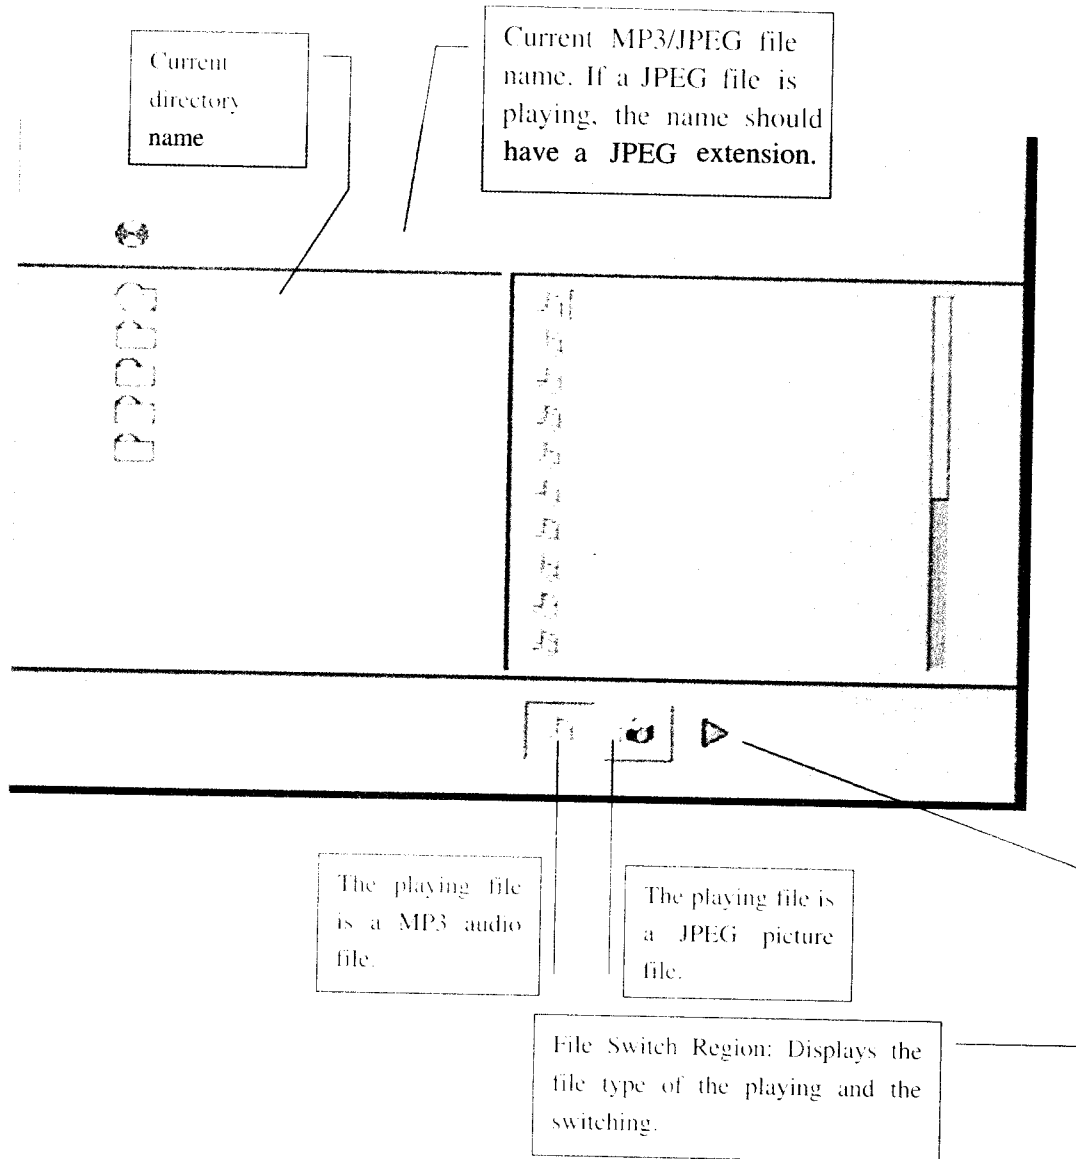 Current
directory
name
Current MP3/JPEG file
name. If a JPEG file is
playing, the name should
have a JPEG extension.
The playing file
is a MP3 audio
file.
The playing file is
a JPEG picture
file.
File Switch Region: Displays the
file type of the playing and the
switching.